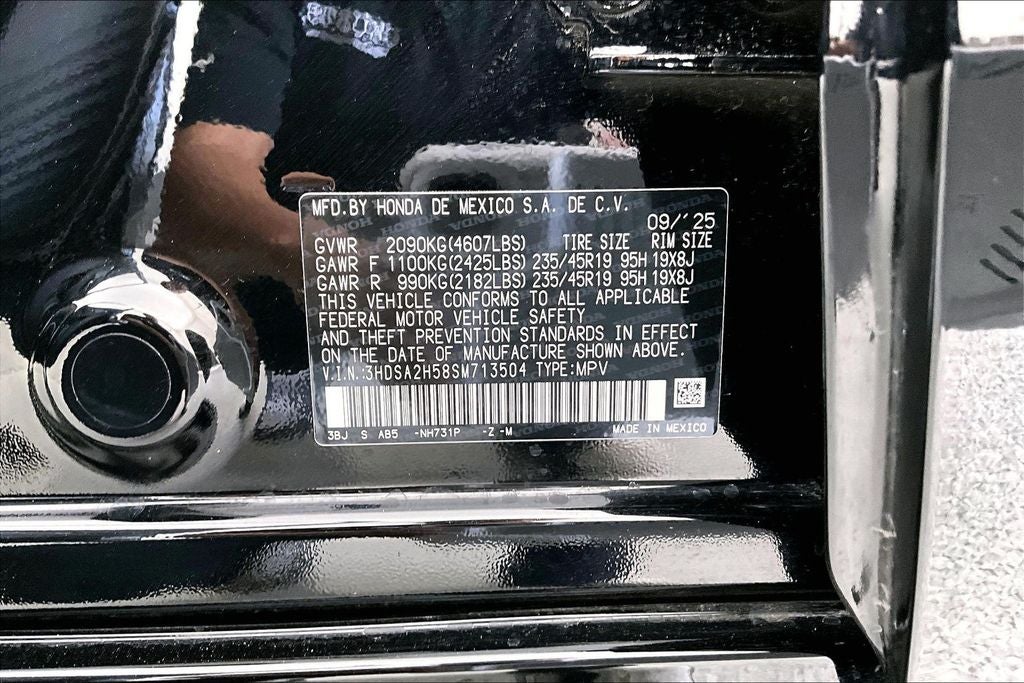 MFD.BY HONDA DE MEXICO S.A. DE C.V.
09/'25
GVWR 2090KG(4607LBS) TIRE SIZE RIM SIZE
GAWR F 1100KG(2425LBS) 235/45R19 95H 19X8J
GAWR R 990KG(2182LBS) 235/45R19 95H 19X8J
THIS VEHICLE CONFORMS TO ALL APPLICABLE
FEDERAL MOTOR VEHICLE SAFETY
AND THEFT PREVENTION STANDARDS IN EFFECT
ON THE DATE OF MANUFACTURE SHOWN ABOVE.
V.I.N.:3HDSA2H58SM713504 TYPE:MPV
3BJ S AB5 -NH731P -Z -M MADE IN MEXICO